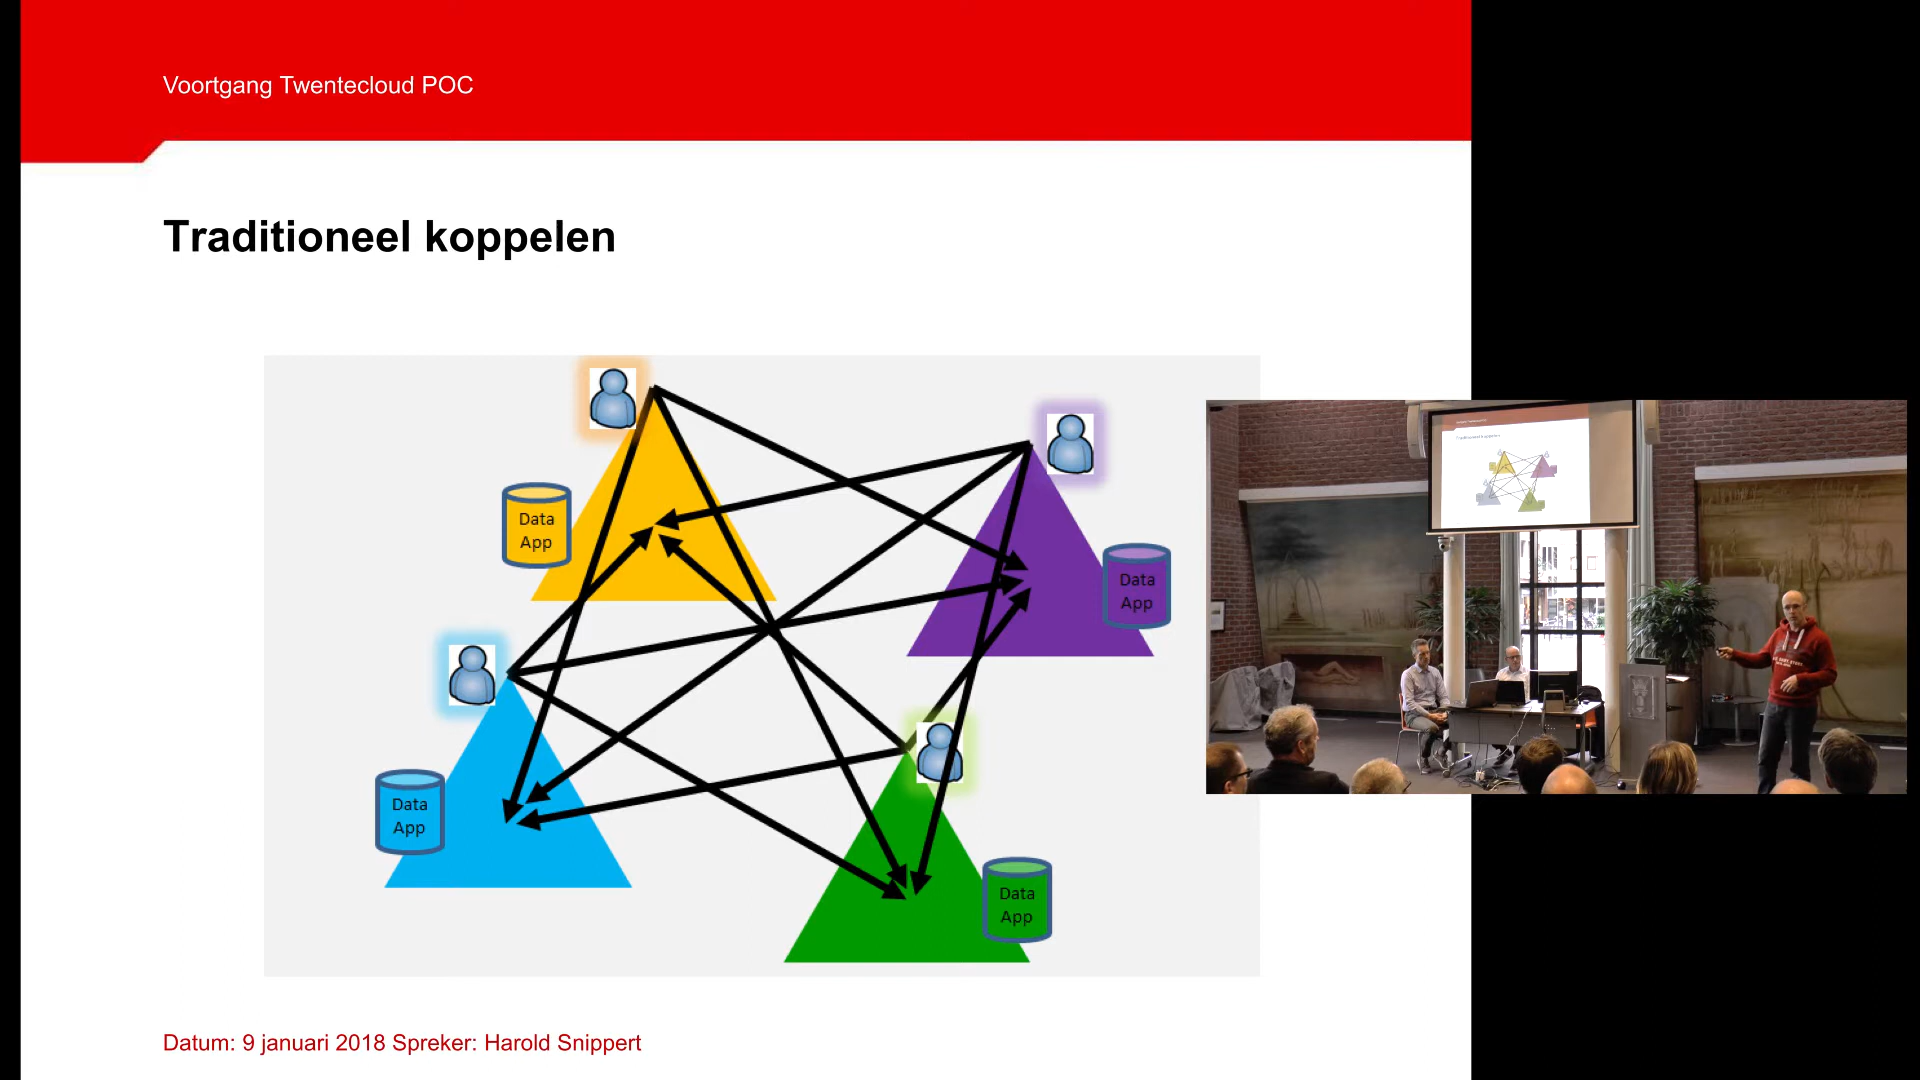 Voortgang Twentecloud POC
Traditioneel koppelen
Data
App
Data
App
Data
App
Data
App
Datum: 9 januari 2018 Spreker: Harold Snippert